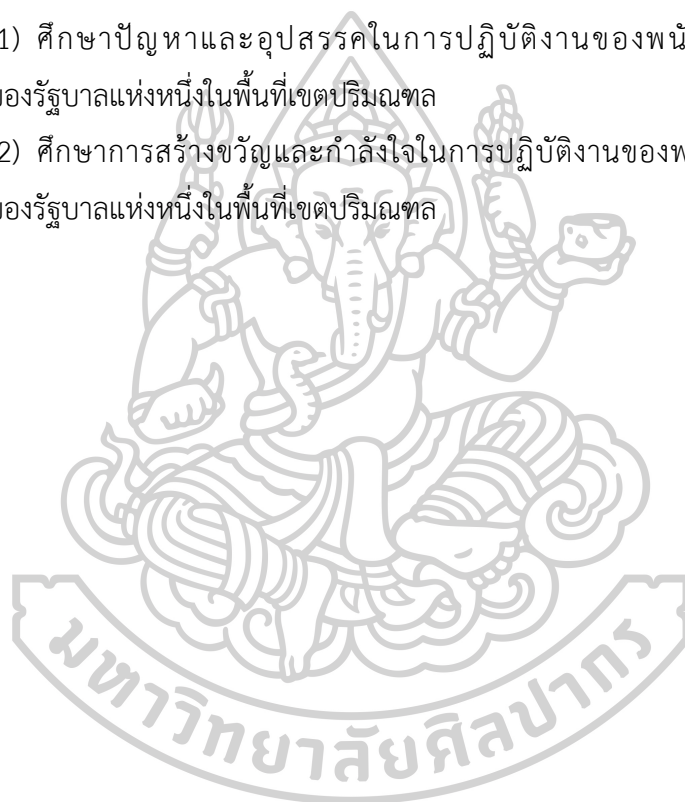 1) ศึกษาปัญหาและอุปสรรคในการปฏิบัติงานของพนั
ของรัฐบาลแห่งหนึ่งในพื้นที่เขตปริมณฑล
2) ศึกษาการสร้างขวัญและกำลังใจในการปฏิบัติงานของพ
ของรัฐบาลแห่งหนึ่งในพื้นที่เขตปริมณฑล
มหาวิทยาลัยศิลปากร